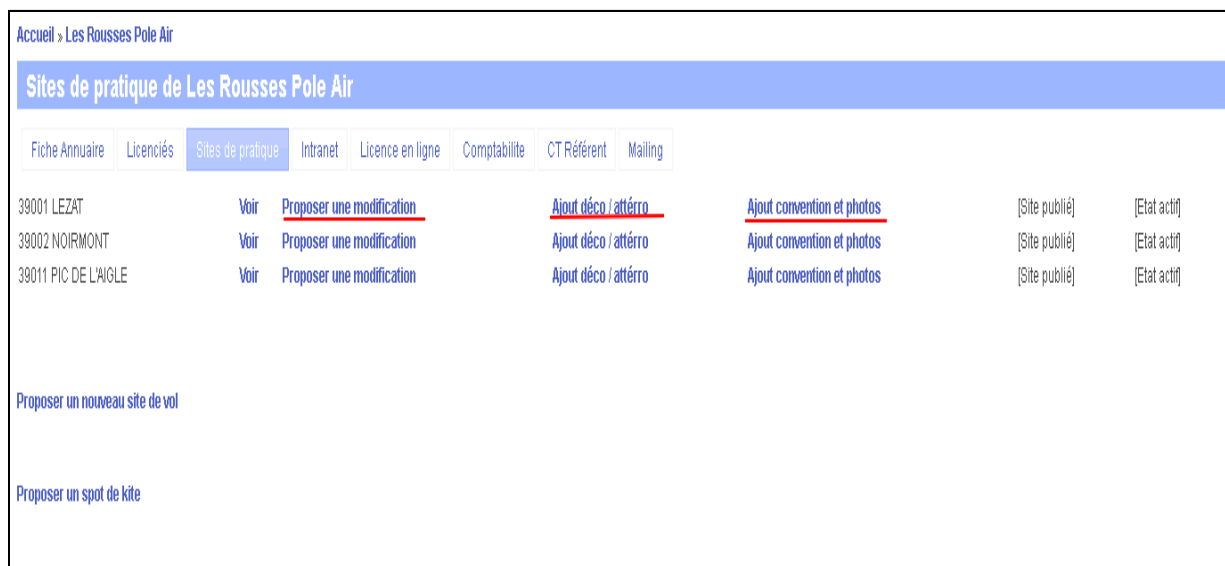 Accueil » Les Rousses Pole Air
Sites de pratique de Les Rousses Pole Air
Fiche Annuaire Licenciés Sites de pratique Intranet Licence en ligne Comptabilite CT Référent Mailing
39001 LEZAT Voir Proposer une modification Ajout déco / attérro Ajout convention et photos [Site publié] [Etat actif]
39002 NOIRMONT Voir Proposer une modification Ajout déco / attérro Ajout convention et photos [Site publié] [Etat actif]
39011 PIC DE L'AIGLE Voir Proposer une modification Ajout déco / attérro Ajout convention et photos [Site publié] [Etat actif]
Proposer un nouveau site de vol
Proposer un spot de kite